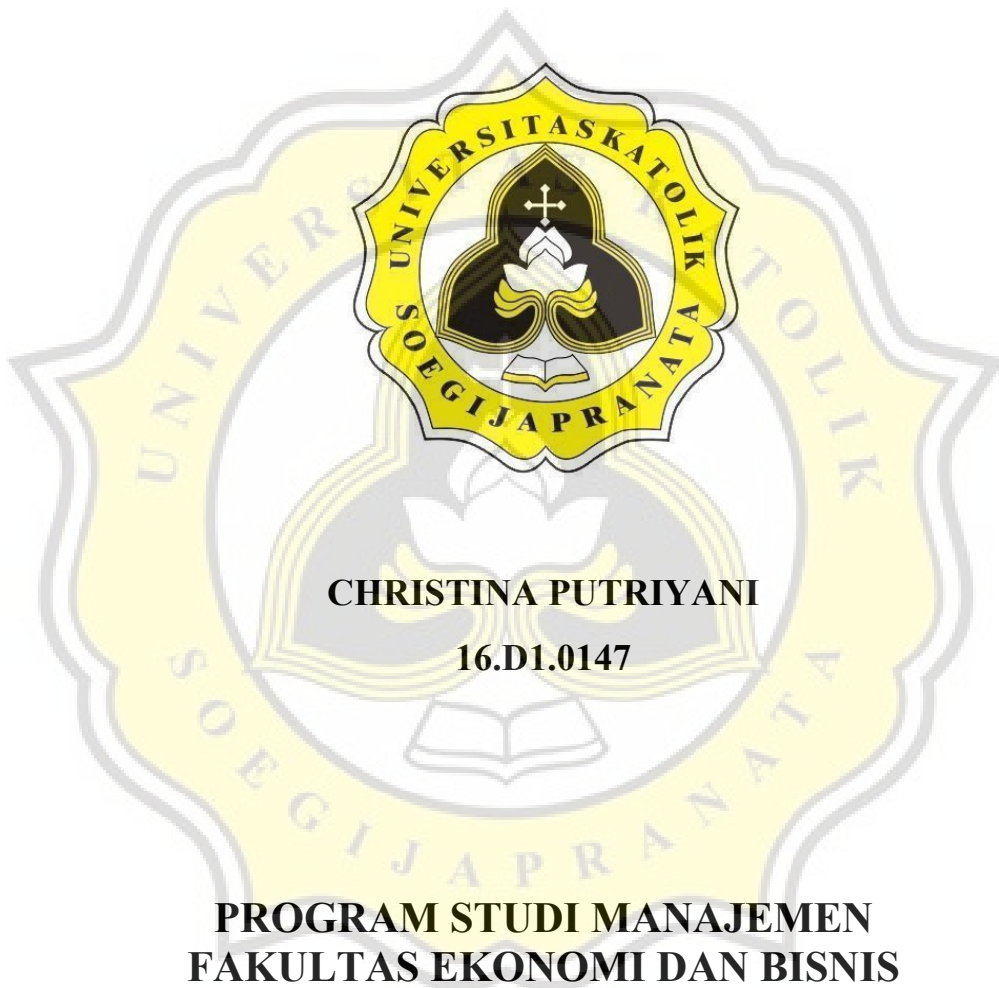 UNIVERSITAS KATOLIK
SOEGIJAPRANATA
CHRISTINA PUTRIYANI
16.D1.0147
PROGRAM STUDI MANAJEMEN
FAKULTAS EKONOMI DAN BISNIS